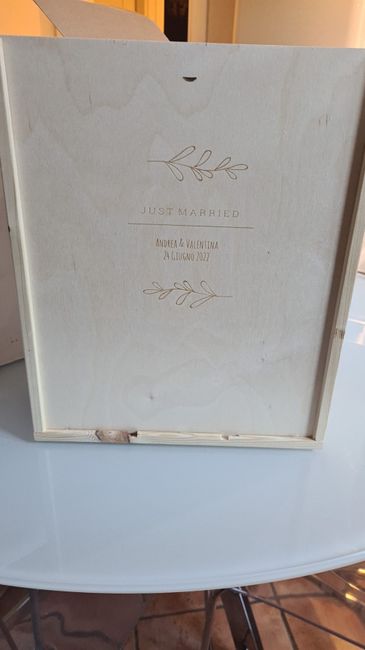 JUST MARRIED
ANDREA & VALENTINA
24 GIUGNO 2022